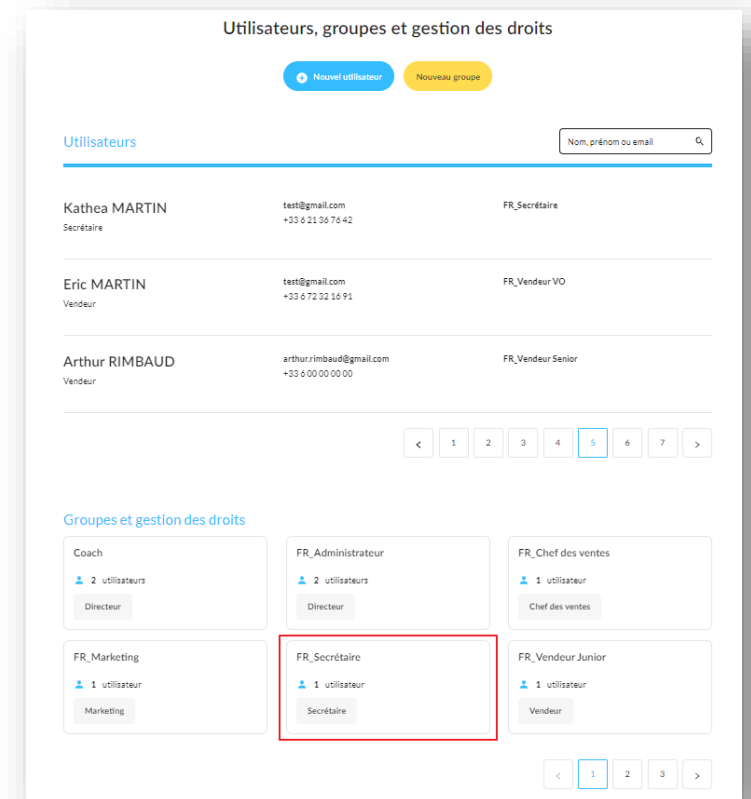 Utilisateurs, groupes et gestion des droits
Nouvel utilisateur
Nouveau groupe
Utilisateurs
Nom, prénom ou email
Kathea MARTIN
test@gmail.com
FR_Secrétaire
Secrétaire
+33 6 21 36 76 42
Eric MARTIN
test@gmail.com
FR_Vendeur VO
Vendeur
+33 6 72 32 16 91
Arthur RIMBAUD
arthur.rimbaud@gmail.com
FR_Vendeur Senior
Vendeur
+33 6 00 00 00 00
< 1 2 3 4 5 6 7 >
Groupes et gestion des droits
Coach
FR_Administrateur
FR_Chef des ventes
2 utilisateurs
2 utilisateurs
1 utilisateur
Directeur
Directeur
Chef des ventes
FR_Marketing
FR_Secrétaire
FR_Vendeur Junior
1 utilisateur
1 utilisateur
1 utilisateur
Marketing
Secrétaire
Vendeur
< 1 2 3 >